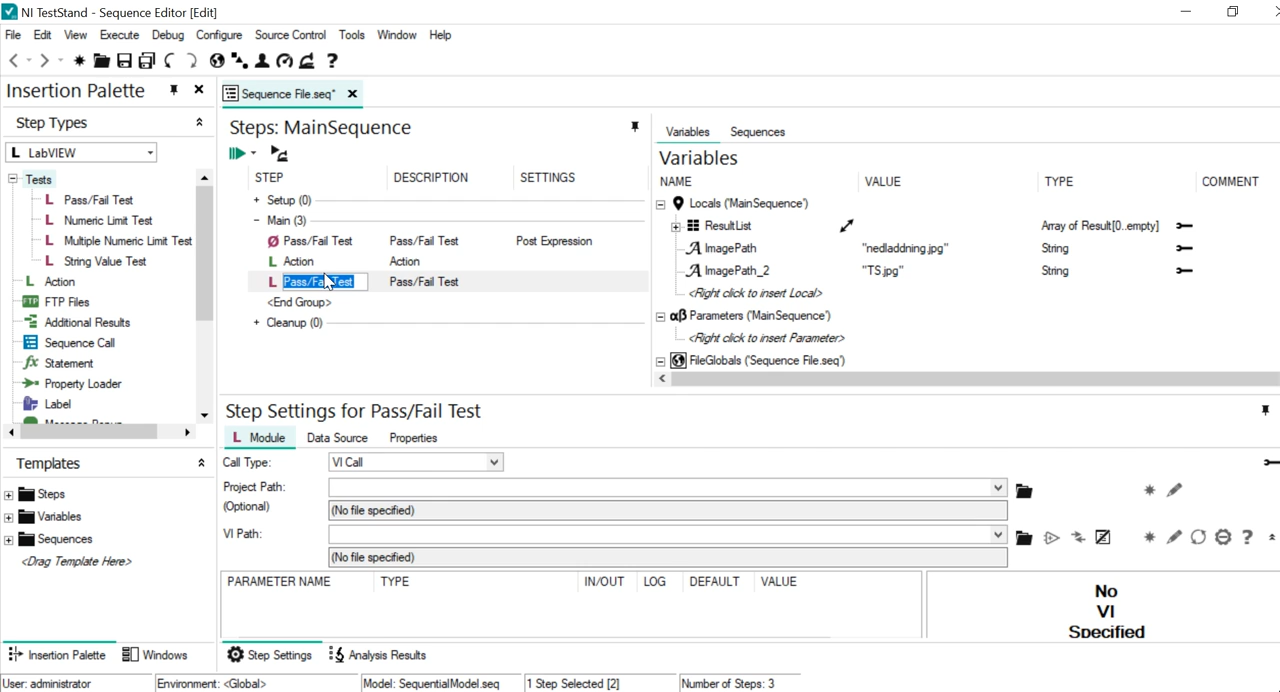 NI TestStand - Sequence Editor [Edit]
File Edit View Execute Debug Configure Source Control Tools Window Help
Insertion Palette
Step Types
L LabVIEW
Tests
L Pass/Fail Test
L Numeric Limit Test
L Multiple Numeric Limit Test
L String Value Test
L Action
FTP FTP Files
Additional Results
Sequence Call
fx Statement
Property Loader
Label
Templates
Steps
Variables
Sequences
<Drag Template Here>
Insertion Palette Windows
Sequence File.seq*
Steps: MainSequence
STEP DESCRIPTION SETTINGS
+ Setup (0)
- Main (3)
Pass/Fail Test Pass/Fail Test Post Expression
L Action Action
L Pass/Fail Test Pass/Fail Test
<End Group>
+ Cleanup (0)
Variables Sequences
Variables
NAME VALUE TYPE COMMENT
Locals ('MainSequence')
ResultList Array of Result[0..empty]
ImagePath "nedladdning.jpg" String
ImagePath_2 "TS.jpg" String
<Right click to insert Local>
αβ Parameters ('MainSequence')
<Right click to insert Parameter>
FileGlobals ('Sequence File.seq')
Step Settings for Pass/Fail Test
L Module Data Source Properties
Call Type: VI Call
Project Path:
(Optional) (No file specified)
VI Path:
(No file specified)
PARAMETER NAME TYPE IN/OUT LOG DEFAULT VALUE
No
VI
Specified
Step Settings Analysis Results
User: administrator Environment: <Global> Model: SequentialModel.seq 1 Step Selected [2] Number of Steps: 3